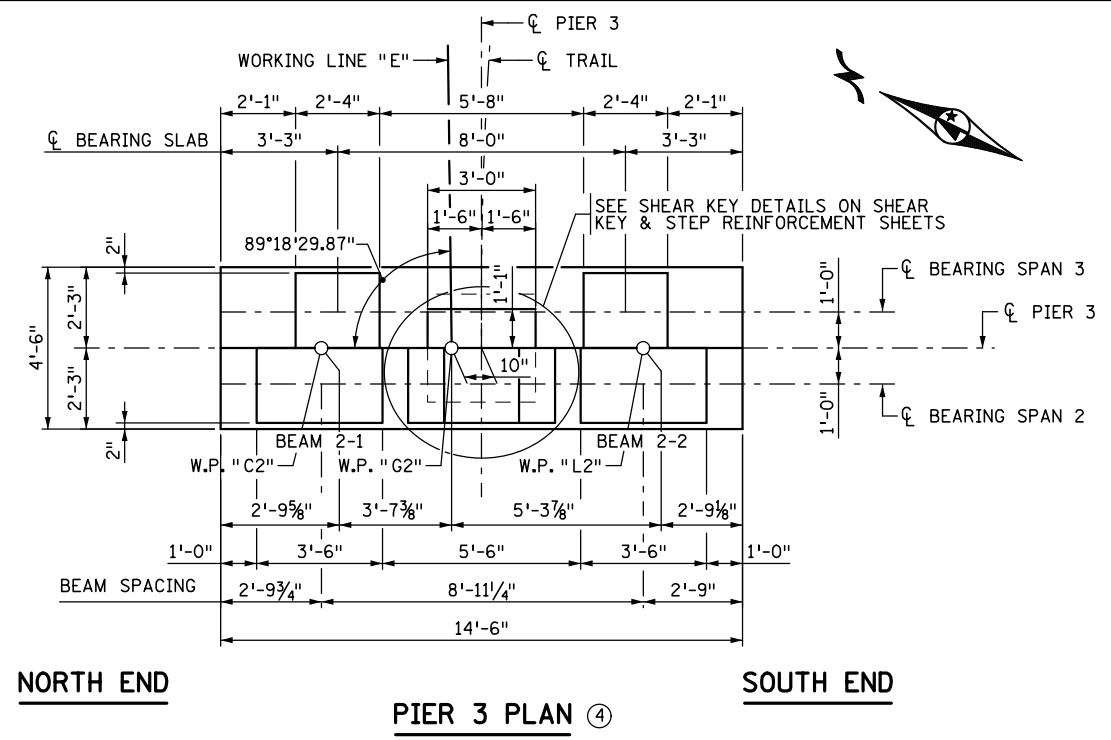 ℄ PIER 3
WORKING LINE "E"
℄ TRAIL
2'-1"
2'-4"
5'-8"
2'-4"
2'-1"
℄ BEARING SLAB
3'-3"
8'-0"
3'-3"
3'-0"
1'-6"
1'-6"
SEE SHEAR KEY DETAILS ON SHEAR
KEY & STEP REINFORCEMENT SHEETS
89°18'29.87"
2"
1'-1"
1'-0"
℄ BEARING SPAN 3
2'-3"
℄ PIER 3
4'-6"
10"
2'-3"
1'-0"
℄ BEARING SPAN 2
2"
BEAM 2-1
BEAM 2-2
W.P. "C2"
W.P. "G2"
W.P. "L2"
2'-9⅝"
3'-7⅜"
5'-3⅞"
2'-9⅛"
1'-0"
3'-6"
5'-6"
3'-6"
1'-0"
BEAM SPACING
2'-9¾"
8'-11¼"
2'-9"
14'-6"
NORTH END
SOUTH END
PIER 3 PLAN ④